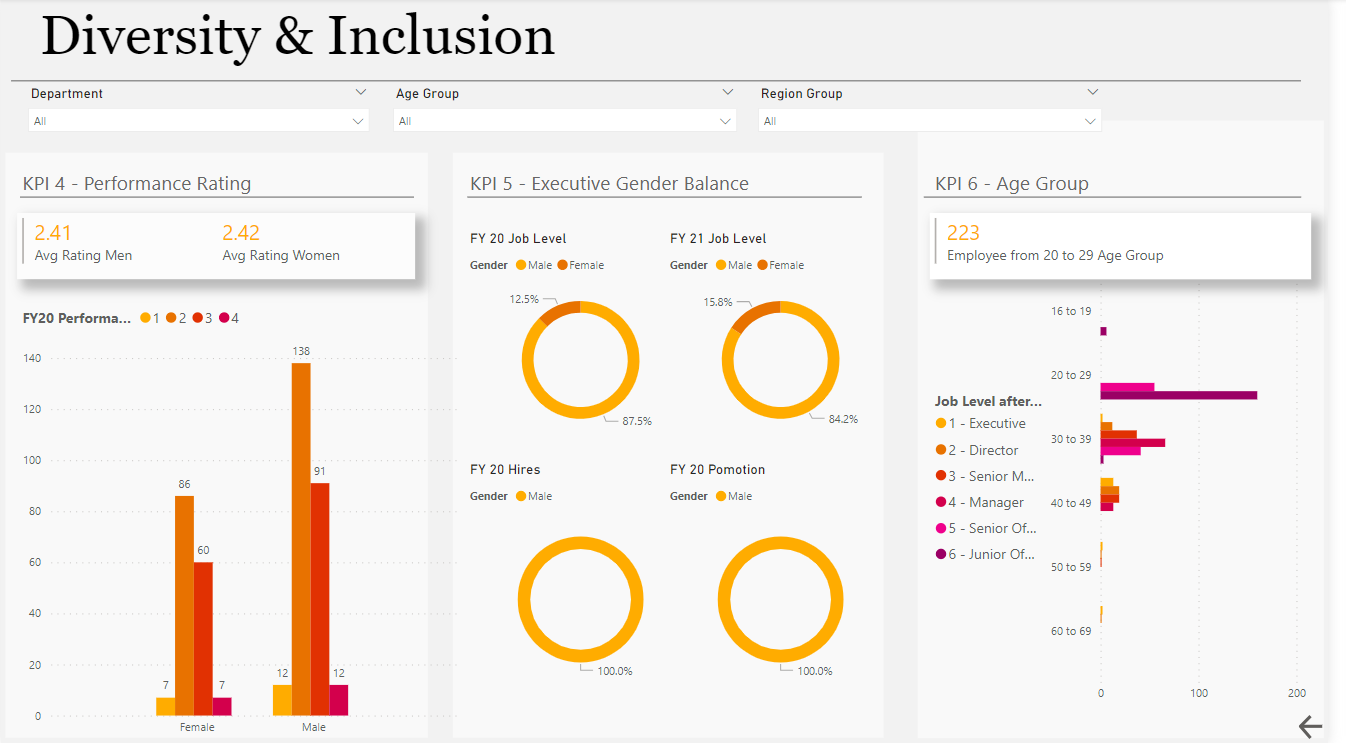 Diversity & Inclusion
Department
All
Age Group
All
Region Group
All
KPI 4 - Performance Rating
2.41
Avg Rating Men
2.42
Avg Rating Women
FY20 Performa... 1 2 3 4
140
120
100
80
60
40
20
0
7
86
60
7
12
138
91
12
Female
Male
KPI 5 - Executive Gender Balance
FY 20 Job Level
Gender Male Female
12.5%
87.5%
FY 21 Job Level
Gender Male Female
15.8%
84.2%
FY 20 Hires
Gender Male
100.0%
FY 20 Pomotion
Gender Male
100.0%
KPI 6 - Age Group
223
Employee from 20 to 29 Age Group
Job Level after...
1 - Executive
2 - Director
3 - Senior M...
4 - Manager
5 - Senior Of...
6 - Junior Of...
16 to 19
20 to 29
30 to 39
40 to 49
50 to 59
60 to 69
0
100
200